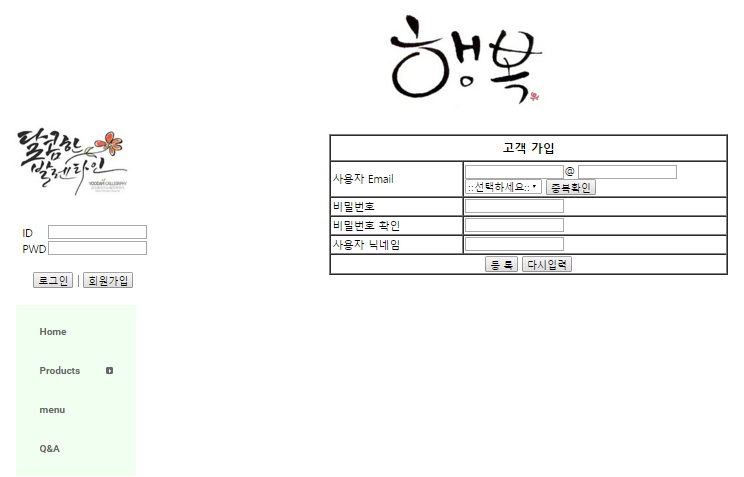 행복
달콤한
발렌타인
YOODAM CALLIGRAPHY
ID
PWD
로그인 | 회원가입
Home
Products
menu
Q&A
고객 가입
사용자 Email @
::선택하세요:: 중복확인
비밀번호
비밀번호 확인
사용자 닉네임
등 록 다시입력